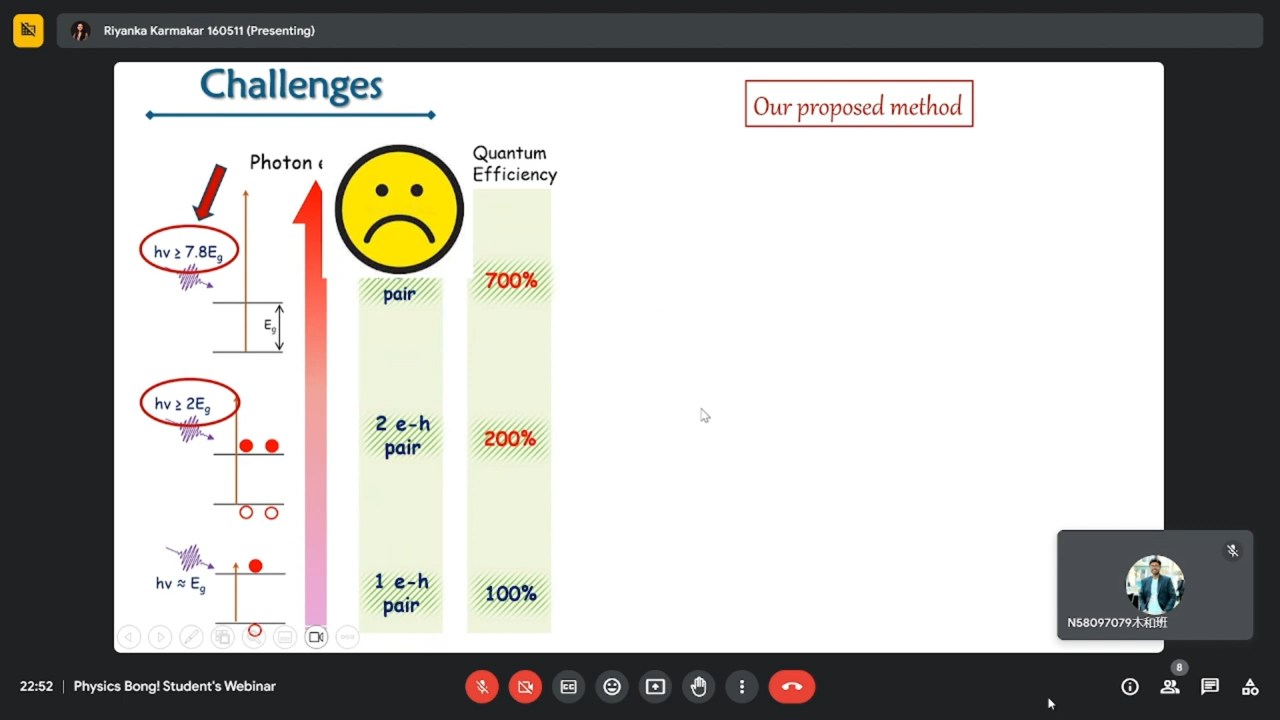 Riyanka Karmakar 160511 (Presenting)
Challenges
Our proposed method
Photon e
Quantum
Efficiency
hν ≥ 7.8Eg
700%
pair
Eg
hν ≥ 2Eg
2 e-h
pair
200%
hν ≈ Eg
1 e-h
pair
100%
N58097079木和班
22:52 | Physics Bong! Student's Webinar
8